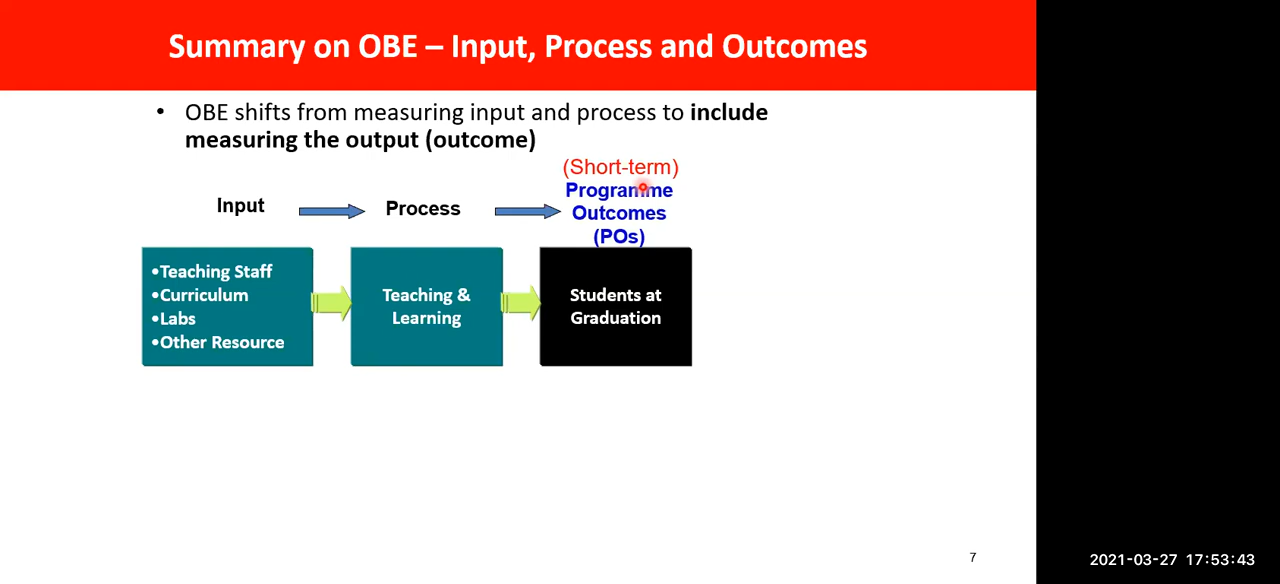 Summary on OBE – Input, Process and Outcomes
• OBE shifts from measuring input and process to include
measuring the output (outcome)
Input
Process
(Short-term)
Programme
Outcomes
(POs)
•Teaching Staff
•Curriculum
•Labs
•Other Resource
Teaching &
Learning
Students at
Graduation
7
2021-03-27 17:53:43